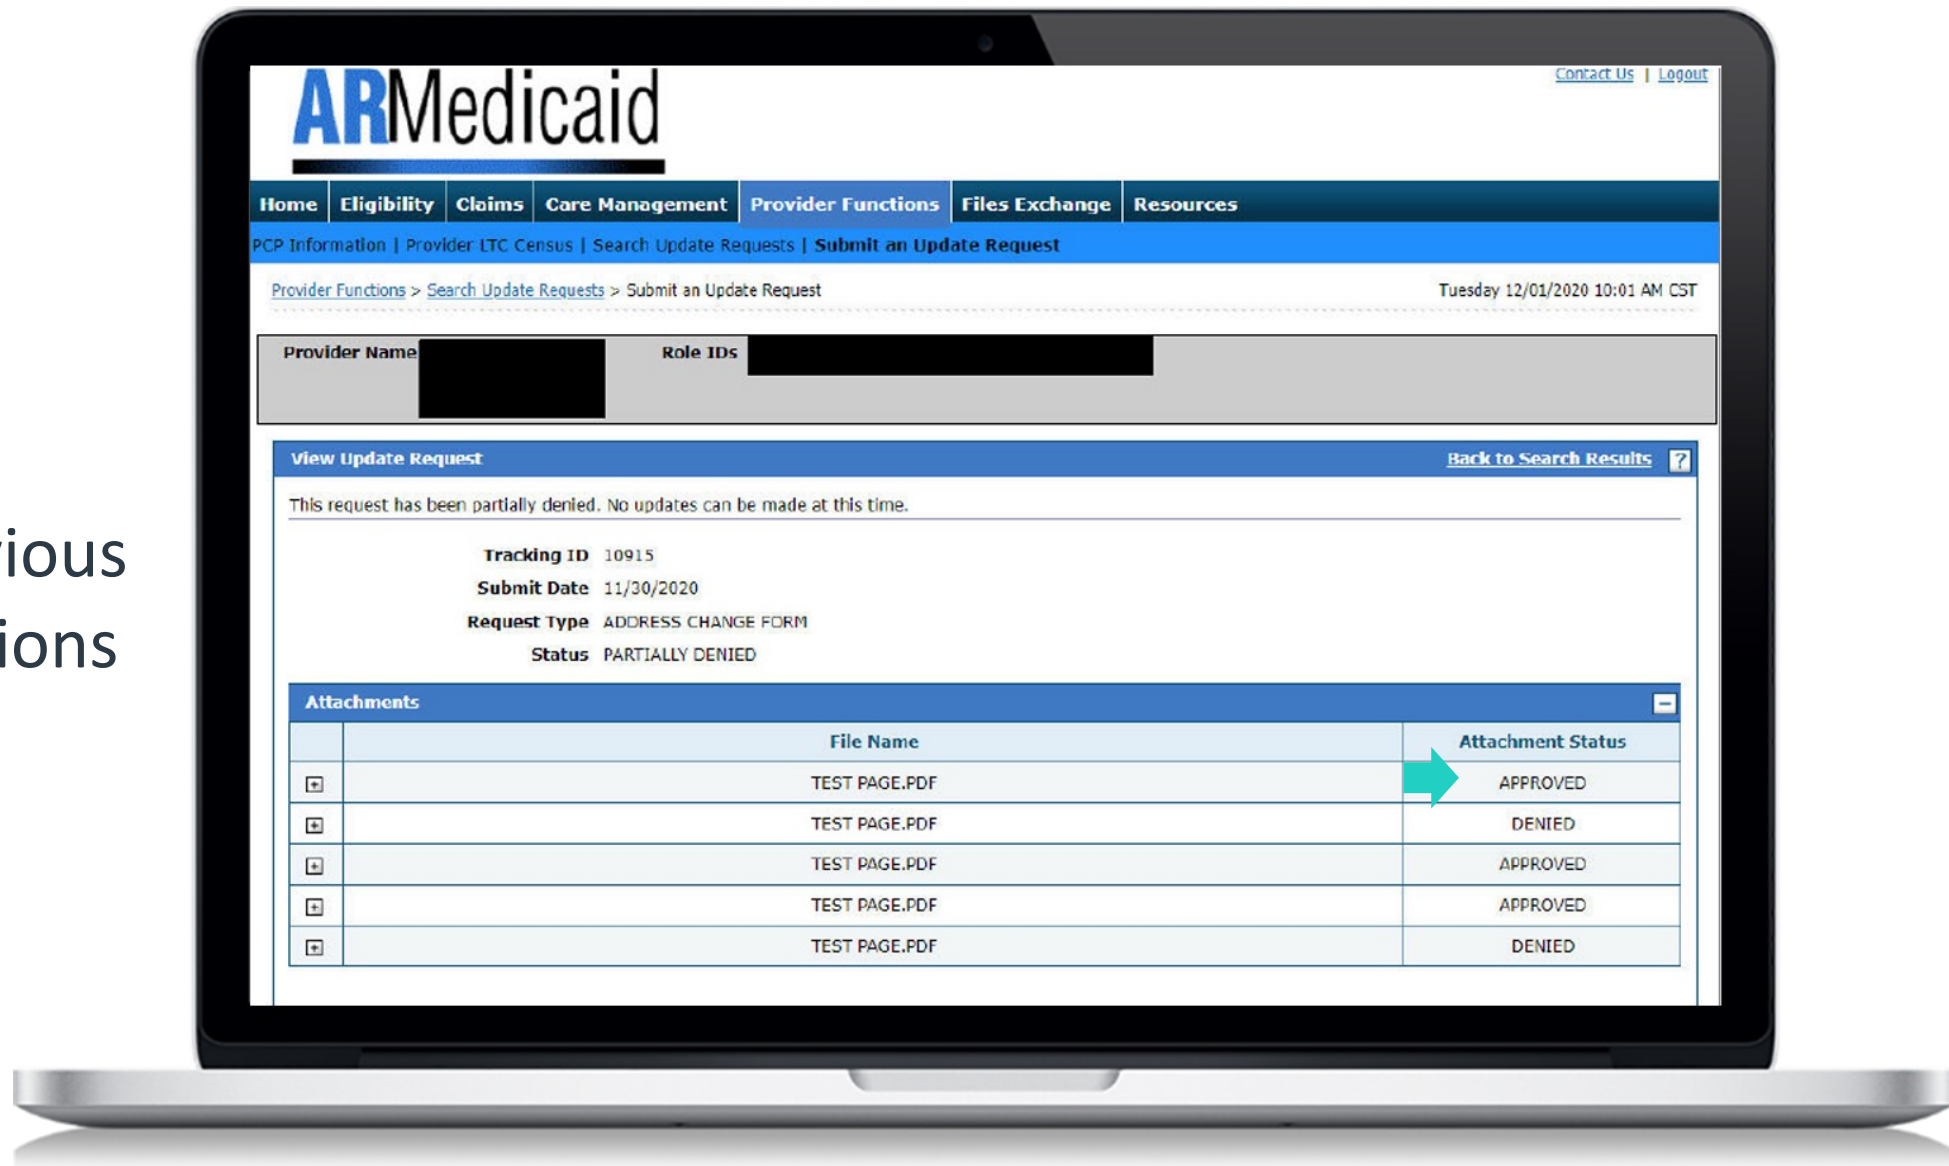 ARMedicaid
Contact Us | Logout
Home Eligibility Claims Care Management Provider Functions Files Exchange Resources
PCP Information | Provider LTC Census | Search Update Requests | Submit an Update Request
Provider Functions > Search Update Requests > Submit an Update Request
Tuesday 12/01/2020 10:01 AM CST
Provider Name Role IDs
View Update Request Back to Search Results ?
This request has been partially denied. No updates can be made at this time.
Tracking ID 10915
Submit Date 11/30/2020
Request Type ADDRESS CHANGE FORM
Status PARTIALLY DENIED
Attachments
File Name Attachment Status
TEST PAGE.PDF APPROVED
TEST PAGE.PDF DENIED
TEST PAGE.PDF APPROVED
TEST PAGE.PDF APPROVED
TEST PAGE.PDF DENIED
ious
ions